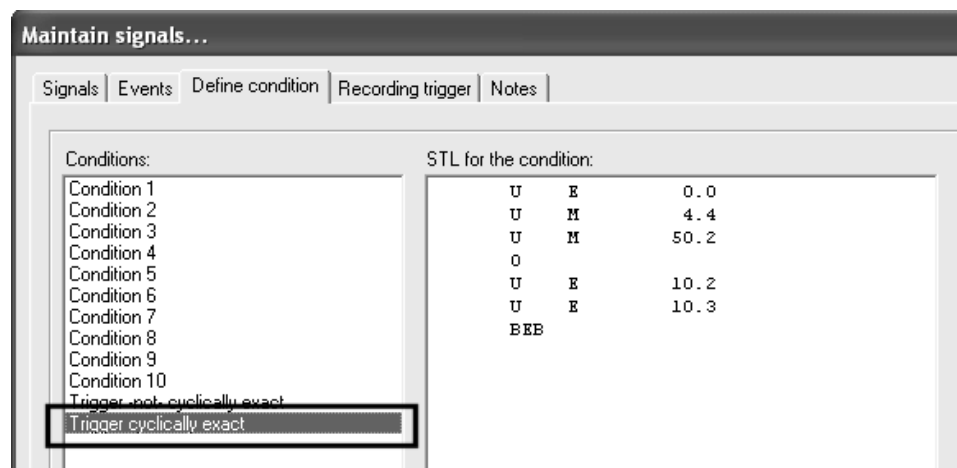 Maintain signals...
Signals Events Define condition Recording trigger Notes
Conditions:
Condition 1
Condition 2
Condition 3
Condition 4
Condition 5
Condition 6
Condition 7
Condition 8
Condition 9
Condition 10
Trigger -not- cyclically exact
Trigger cyclically exact
STL for the condition:
U E 0.0
U M 4.4
U M 50.2
O
U E 10.2
U E 10.3
BEB